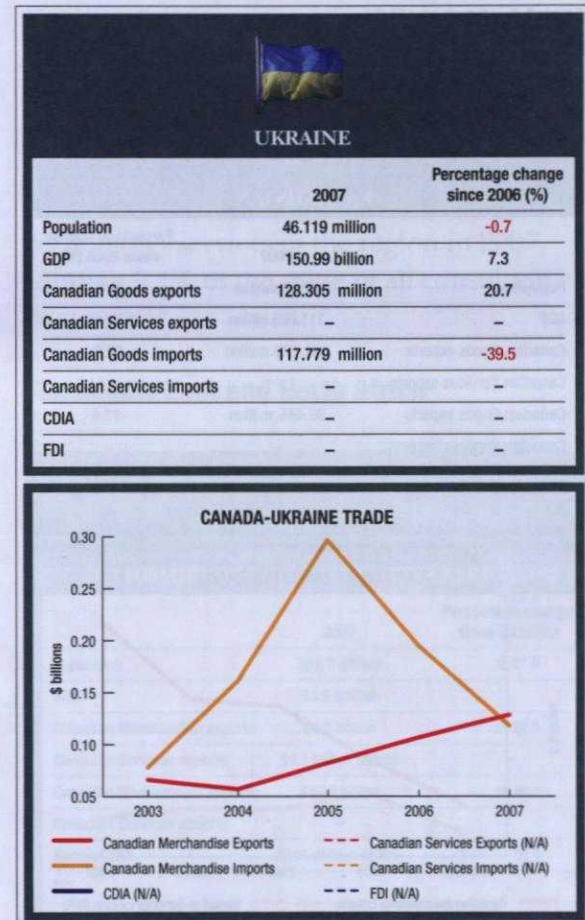 UKRAINE
2007 Percentage change since 2006 (%)
Population 46.119 million -0.7
GDP 150.99 billion 7.3
Canadian Goods exports 128.305 million 20.7
Canadian Services exports – –
Canadian Goods imports 117.779 million -39.5
Canadian Services imports – –
CDIA – –
FDI – –
CANADA-UKRAINE TRADE
$ billions
0.30
0.25
0.20
0.15
0.10
0.05
2003 2004 2005 2006 2007
Canadian Merchandise Exports Canadian Services Exports (N/A)
Canadian Merchandise Imports Canadian Services Imports (N/A)
CDIA (N/A) FDI (N/A)